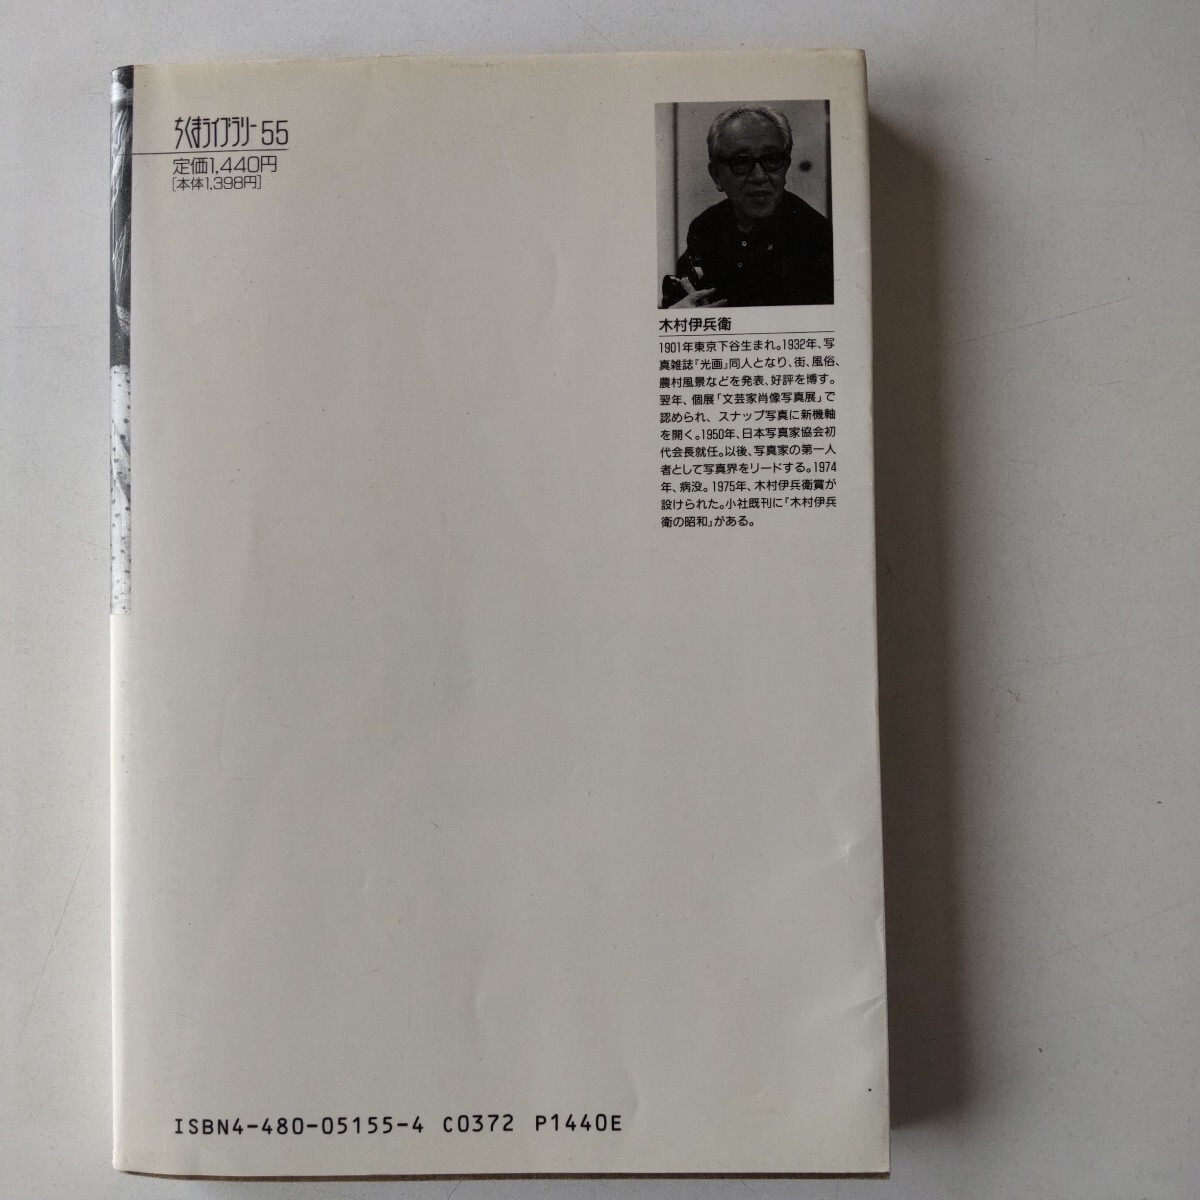 ちくまライブラリー55
定価1,440円
[本体1,398円]
木村伊兵衛
1901年東京下谷生まれ。1932年、写
真雑誌『光画』同人となり、街、風俗、
農村風景などを発表、好評を博す。
翌年、個展「文芸家肖像写真展」で
認められ、スナップ写真に新機軸
を開く。1950年、日本写真家協会初
代会長就任。以後、写真家の第一人
者として写真界をリードする。1974
年、病没。1975年、木村伊兵衛賞が
設けられた。小社既刊に『木村伊兵
衛の昭和』がある。
ISBN4-480-05155-4 C0372 P1440E